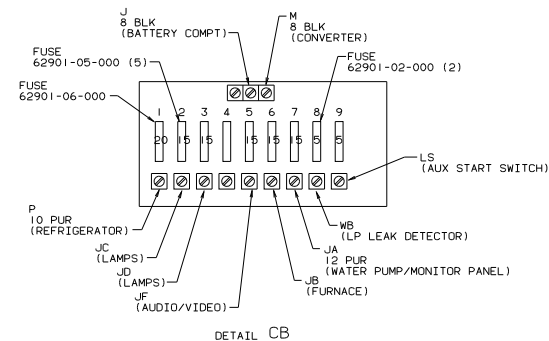 J
8 BLK
(BATTERY COMPT)
M
8 BLK
(CONVERTER)
FUSE
62901-05-000 (5)
FUSE
62901-02-000 (2)
FUSE
62901-06-000
1 2 3 4 5 6 7 8 9
20 15 15 15 15 15 5 5
LS
(AUX START SWITCH)
P
10 PUR
(REFRIGERATOR)
WB
(LP LEAK DETECTOR)
JC
(LAMPS)
JA
12 PUR
(WATER PUMP/MONITOR PANEL)
JD
(LAMPS)
JB
(FURNACE)
JF
(AUDIO/VIDEO)
DETAIL CB